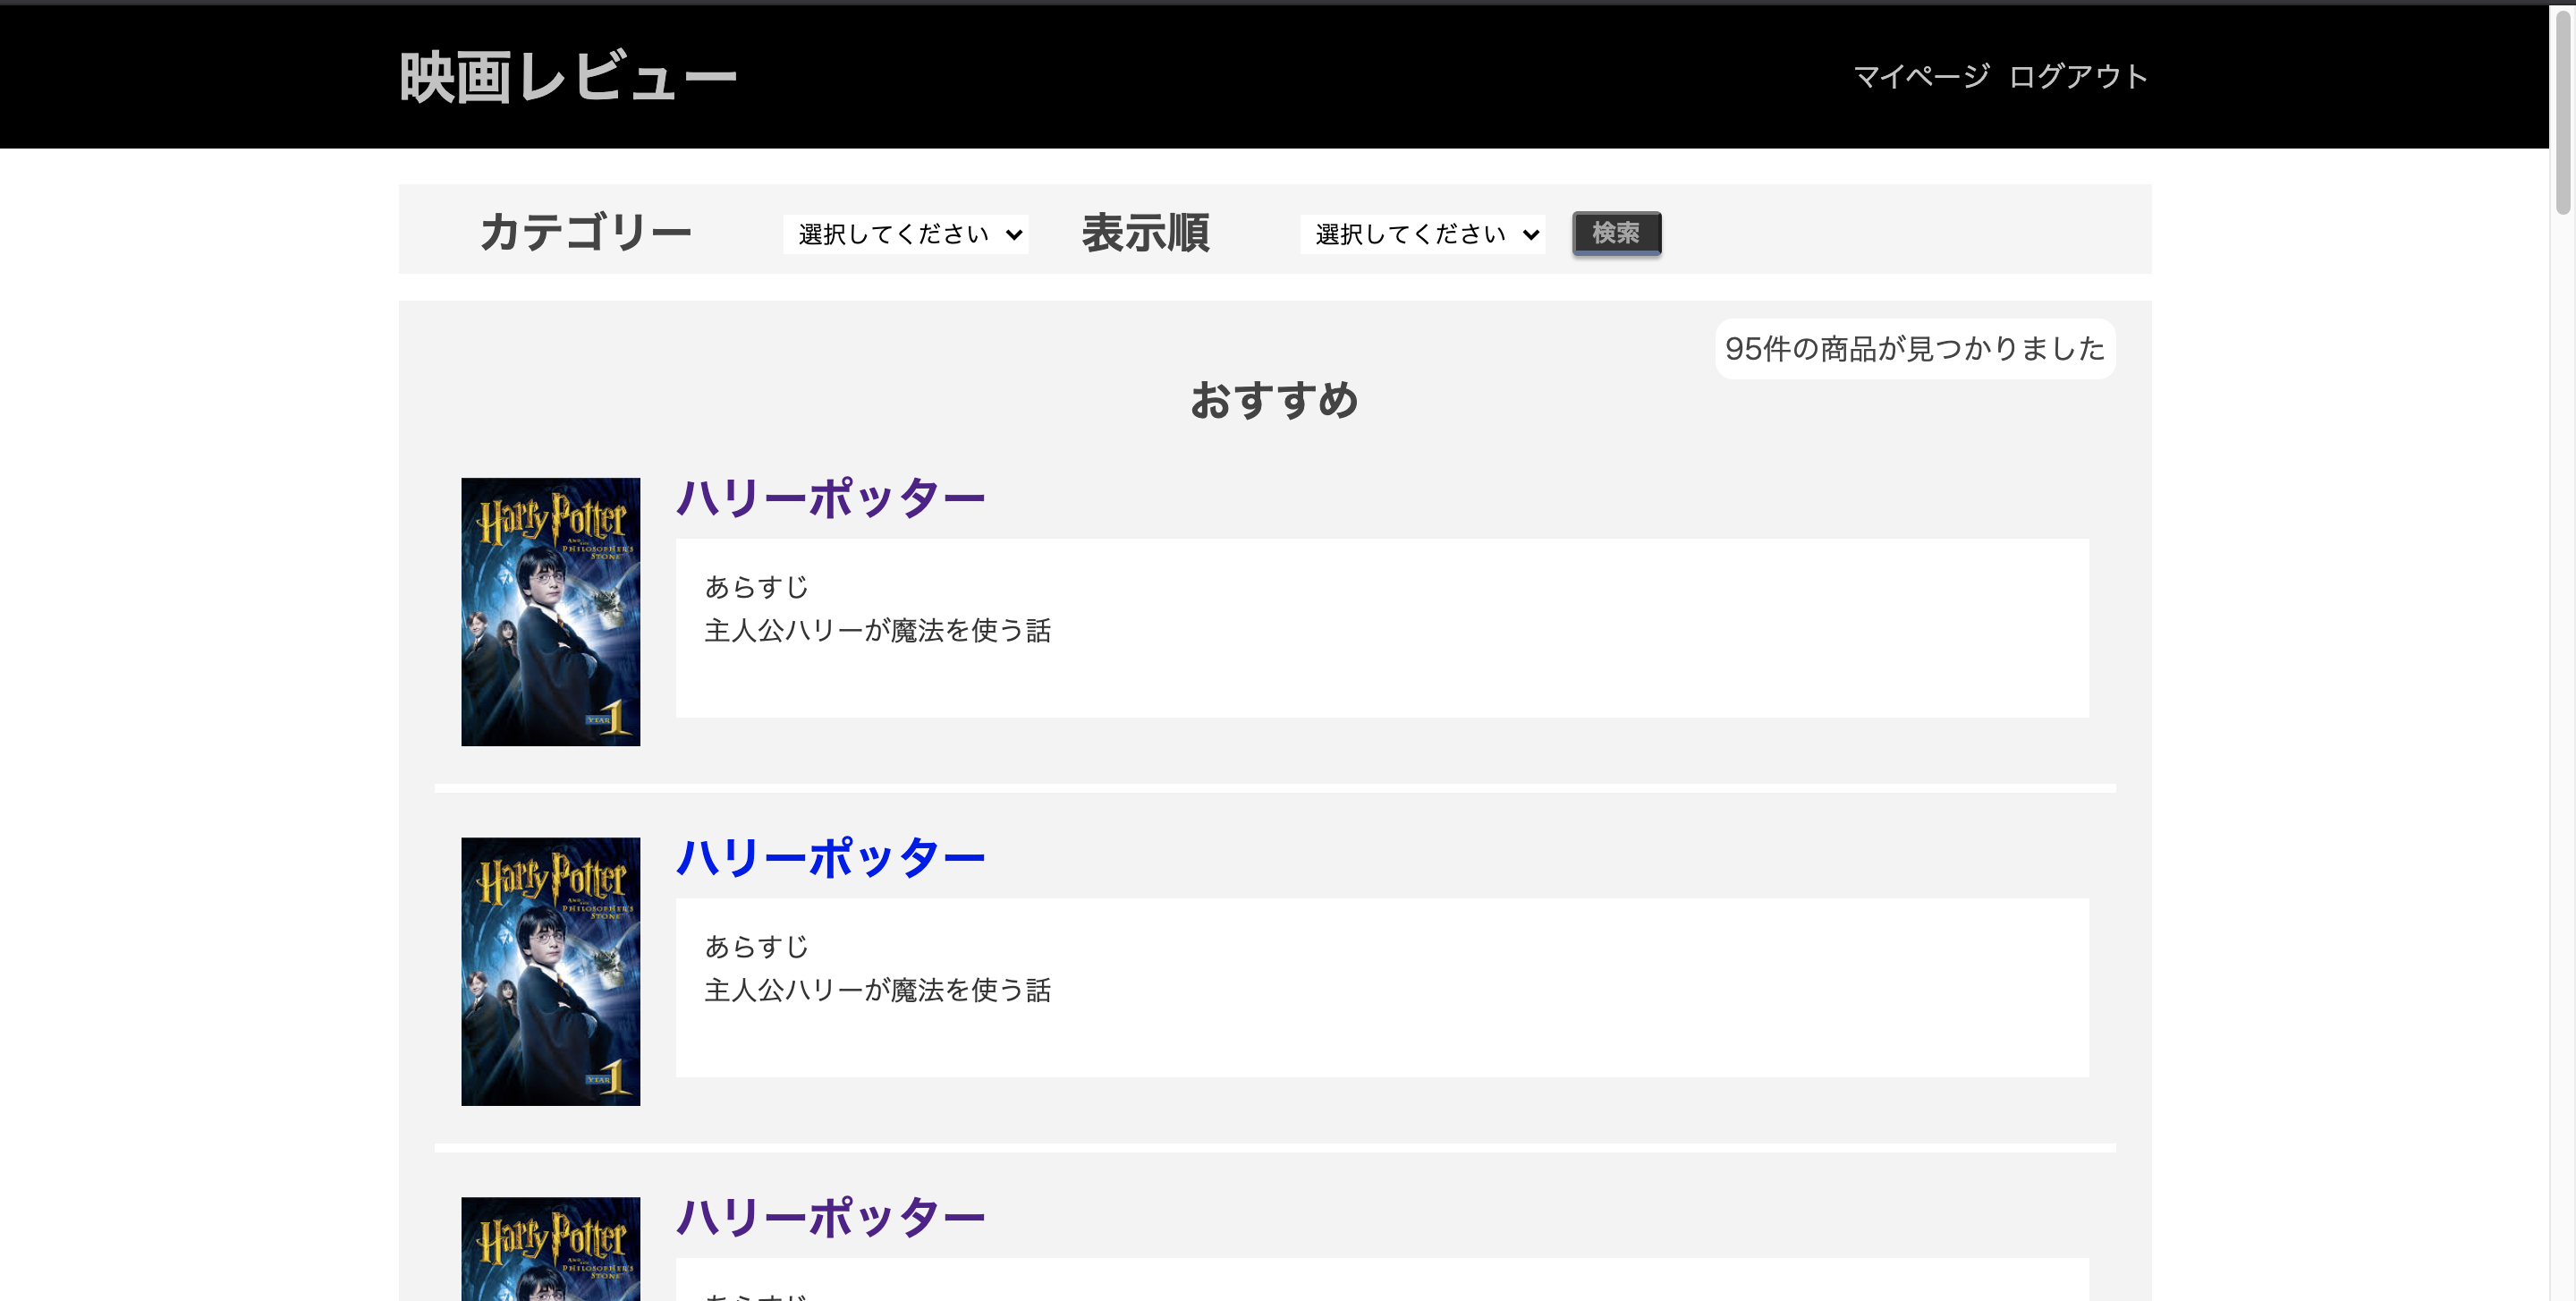 映画レビュー
マイページ ログアウト
カテゴリー 選択してください 表示順 選択してください 検索
95件の商品が見つかりました
おすすめ
Harry Potter
AND THE
PHILOSOPHER'S
STONE
YEAR 1
ハリーポッター
あらすじ
主人公ハリーが魔法を使う話
Harry Potter
AND THE
PHILOSOPHER'S
STONE
YEAR 1
ハリーポッター
あらすじ
主人公ハリーが魔法を使う話
Harry Potter
AND THE
PHILOSOPHER'S
STONE
ハリーポッター
あらすじ